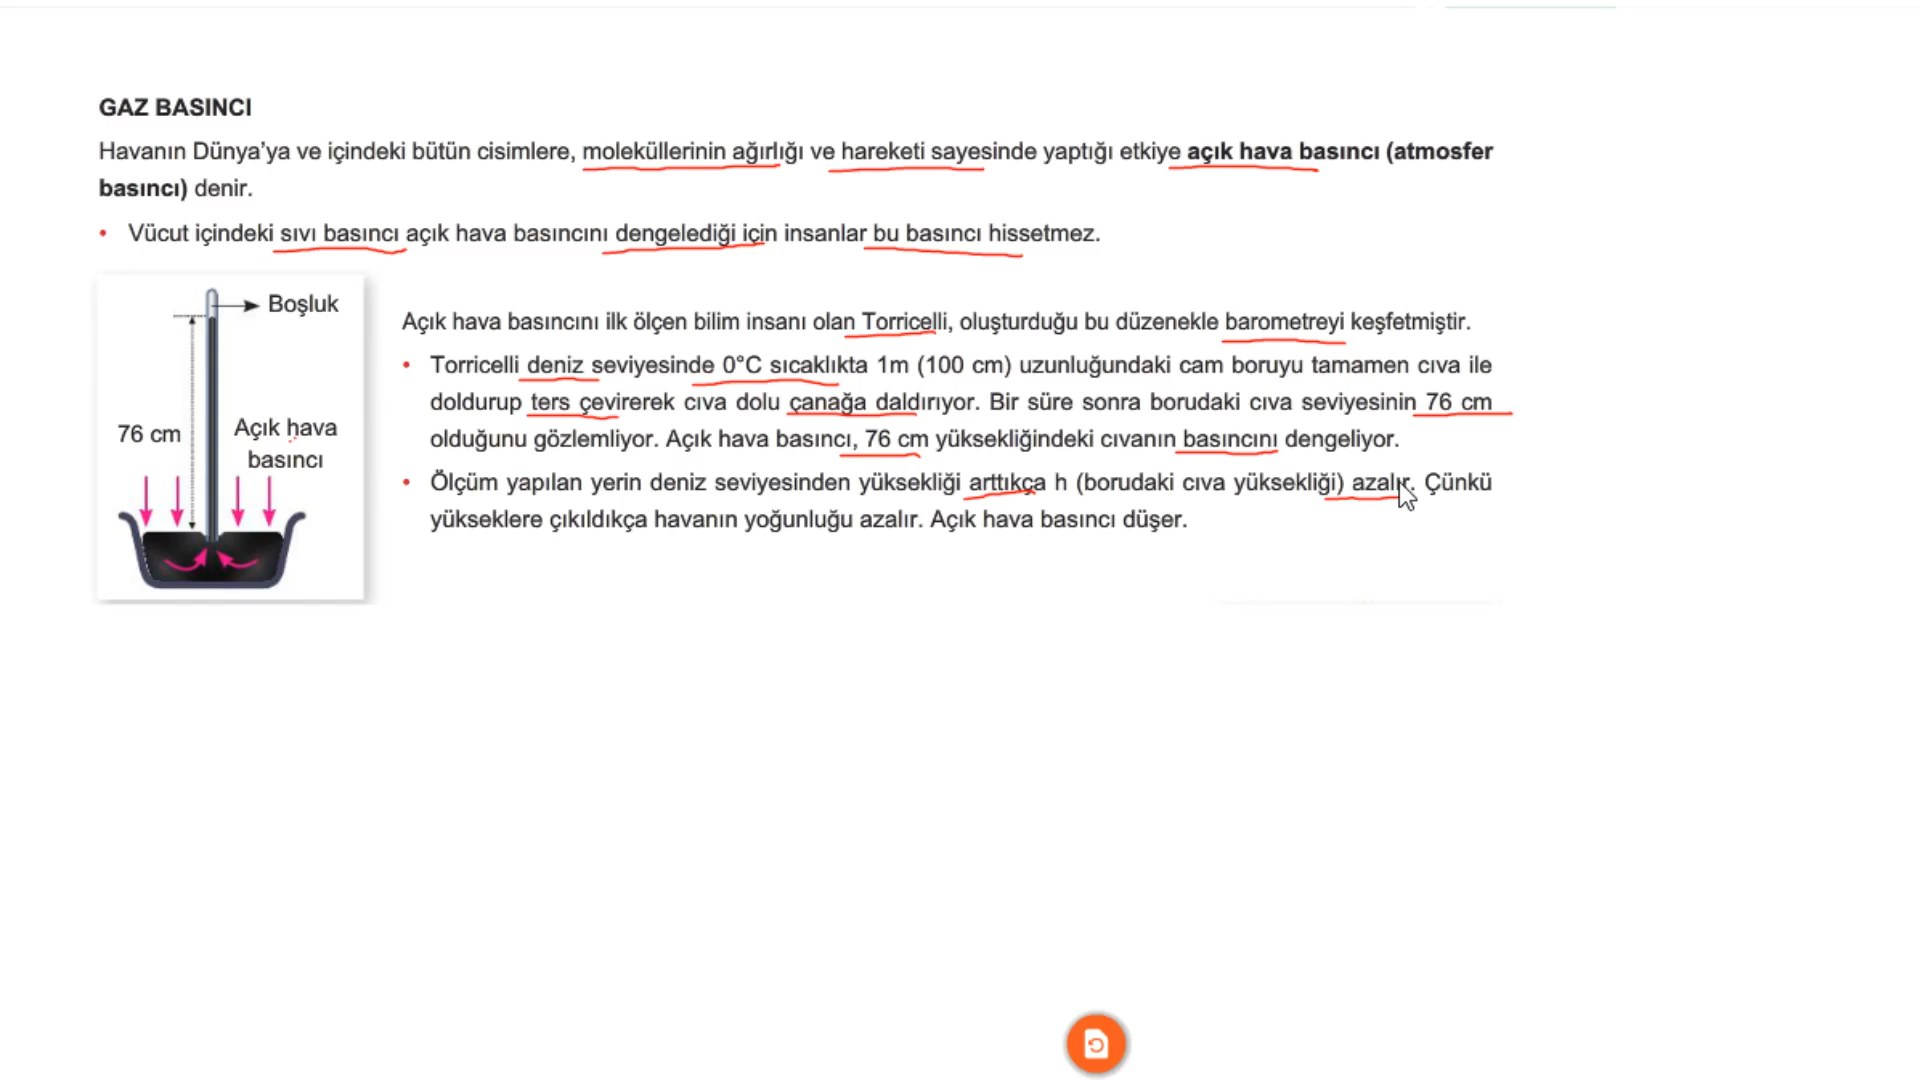 GAZ BASINCI
Havanın Dünya'ya ve içindeki bütün cisimlere, moleküllerinin ağırlığı ve hareketi sayesinde yaptığı etkiye açık hava basıncı (atmosfer
basıncı) denir.
• Vücut içindeki sıvı basıncı açık hava basıncını dengelediği için insanlar bu basıncı hissetmez.
Boşluk
76 cm
Açık hava
basıncı
Açık hava basıncını ilk ölçen bilim insanı olan Torricelli, oluşturduğu bu düzenekle barometreyi keşfetmiştir.
• Torricelli deniz seviyesinde 0°C sıcaklıkta 1m (100 cm) uzunluğundaki cam boruyu tamamen cıva ile
doldurup ters çevirerek cıva dolu çanağa daldırıyor. Bir süre sonra borudaki cıva seviyesinin 76 cm
olduğunu gözlemliyor. Açık hava basıncı, 76 cm yüksekliğindeki cıvanın basıncını dengeliyor.
• Ölçüm yapılan yerin deniz seviyesinden yüksekliği arttıkça h (borudaki cıva yüksekliği) azalır. Çünkü
yükseklere çıkıldıkça havanın yoğunluğu azalır. Açık hava basıncı düşer.